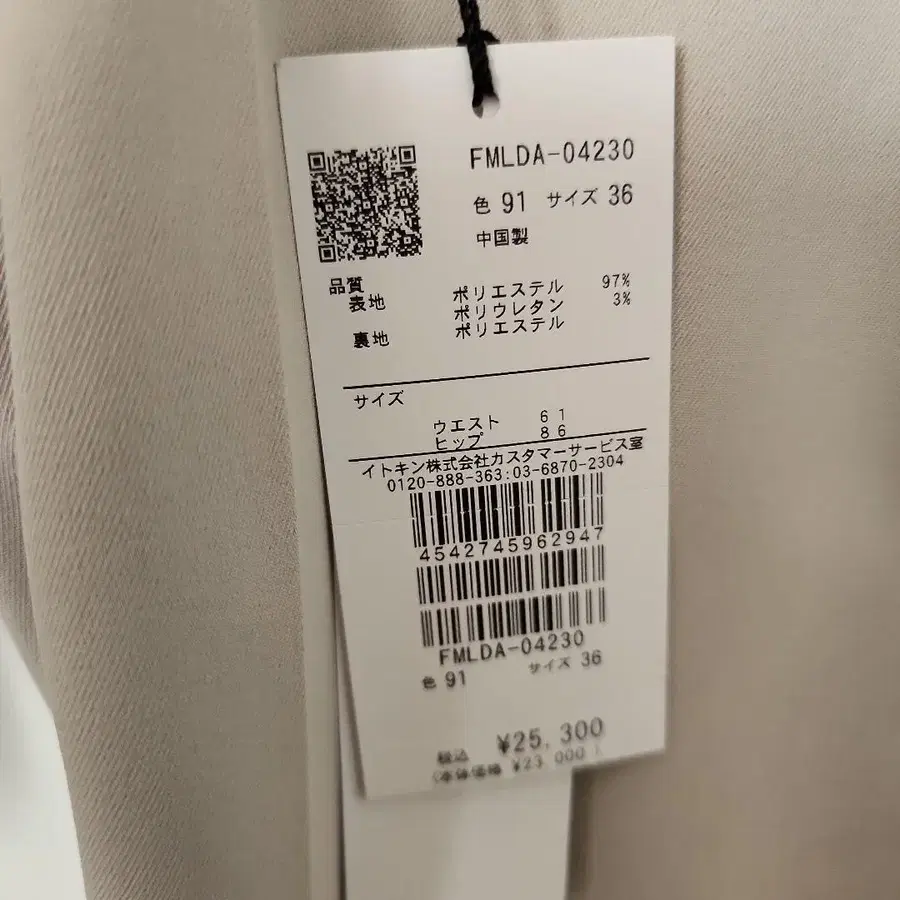 FMLDA-04230
色 91 サイズ 36
中国製
品質
表地 ポリエステル 97%
ポリウレタン 3%
裏地 ポリエステル
サイズ
ウエスト 61
ヒップ 86
イトキン株式会社カスタマーサービス室
0120-888-363:03-6870-2304
4542745962947
FMLDA-04230
色 91 サイズ 36
税込 ¥25,300
(本体価格 ¥23,000)